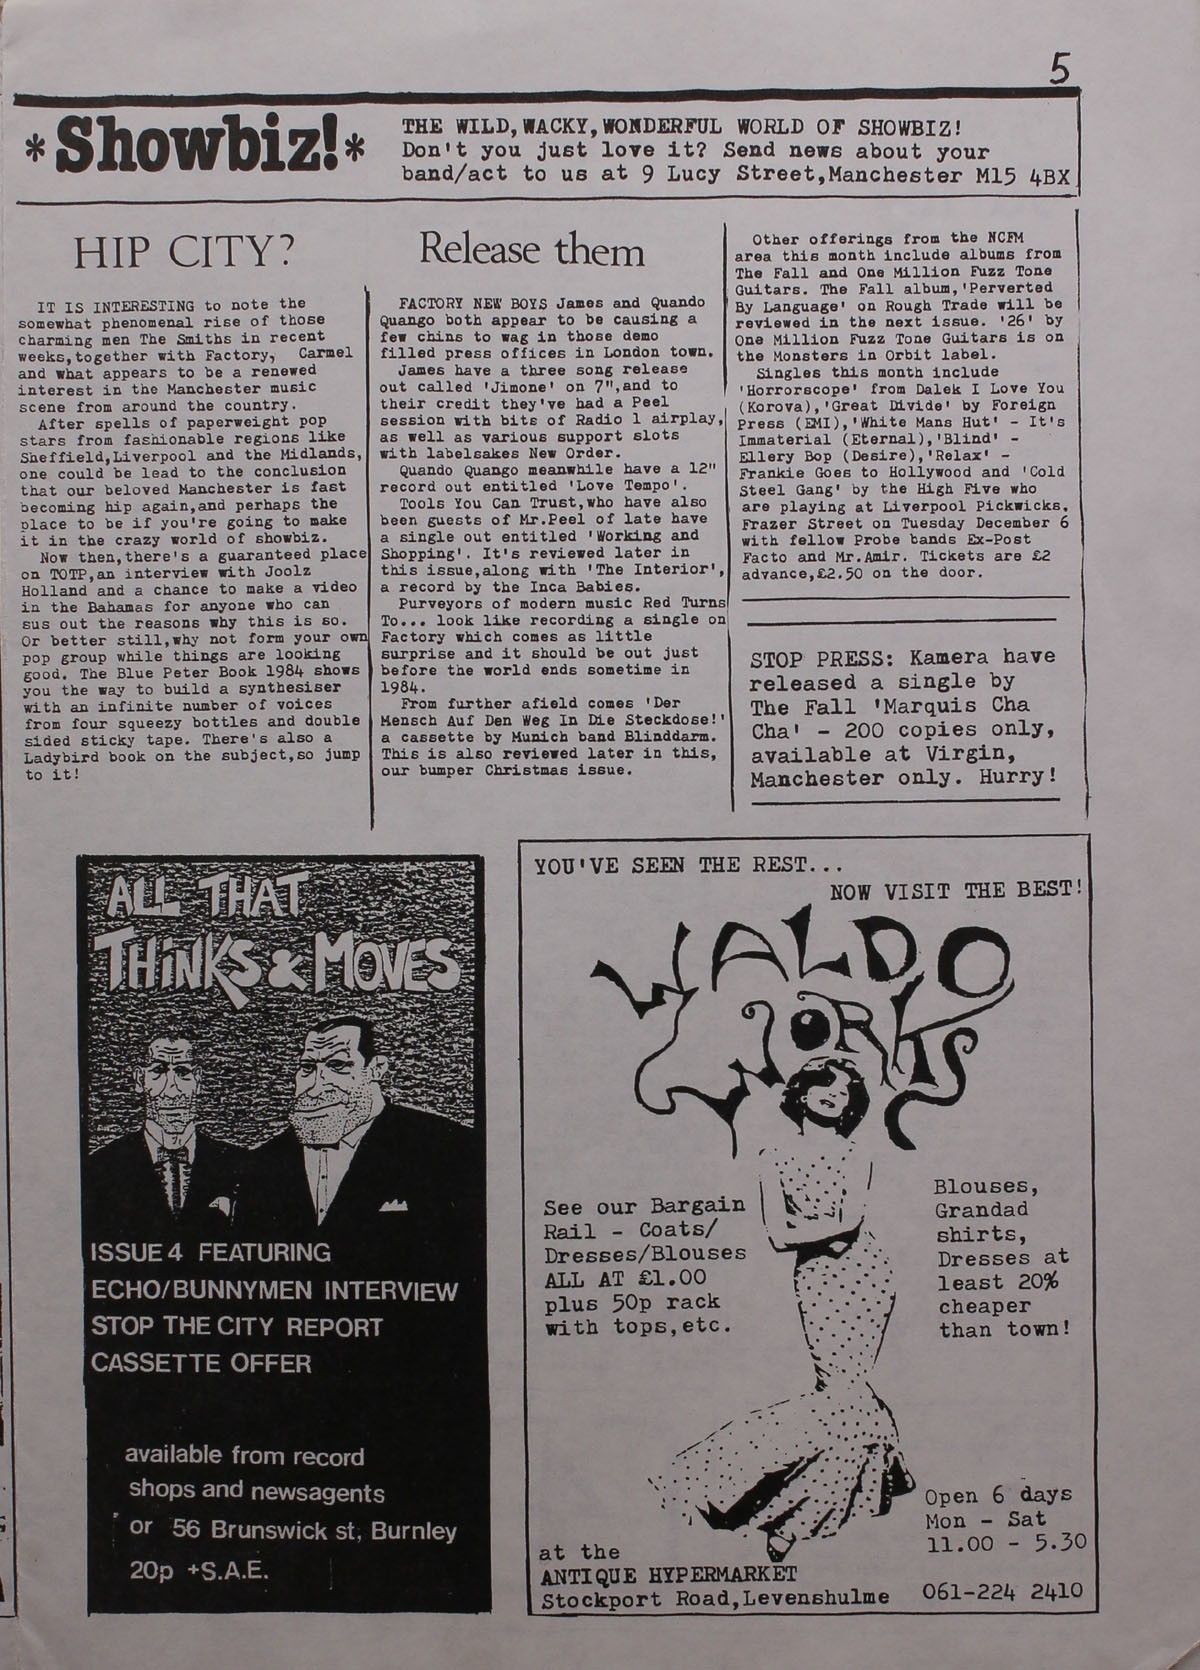 5
*Showbiz!*
THE WILD,WACKY,WONDERFUL WORLD OF SHOWBIZ!
Don't you just love it? Send news about your
band/act to us at 9 Lucy Street,Manchester M15 4BX
HIP CITY?
IT IS INTERESTING to note the
somewhat phenomenal rise of those
charming men The Smiths in recent
weeks,together with Factory, Carmel
and what appears to be a renewed
interest in the Manchester music
scene from around the country.
After spells of paperweight pop
stars from fashionable regions like
Sheffield,Liverpool and the Midlands,
one could be lead to the conclusion
that our beloved Manchester is fast
becoming hip again,and perhaps the
place to be if you're going to make
it in the crazy world of showbiz.
Now then,there's a guaranteed place
on TOTP,an interview with Joolz
Holland and a chance to make a video
in the Bahamas for anyone who can
sus out the reasons why this is so.
Or better still,why not form your own
pop group while things are looking
good. The Blue Peter Book 1984 shows
you the way to build a synthesiser
with an infinite number of voices
from four squeezy bottles and double
sided sticky tape. There's also a
Ladybird book on the subject,so jump
to it!
Release them
FACTORY NEW BOYS James and Quando
Quango both appear to be causing a
few chins to wag in those demo
filled press offices in London town.
James have a three song release
out called 'Jimone' on 7",and to
their credit they've had a Peel
session with bits of Radio 1 airplay,
as well as various support slots
with labelsakes New Order.
Quando Quango meanwhile have a 12"
record out entitled 'Love Tempo'.
Tools You Can Trust,who have also
been guests of Mr.Peel of late have
a single out entitled 'Working and
Shopping'. It's reviewed later in
this issue,along with 'The Interior',
a record by the Inca Babies.
Purveyors of modern music Red Turns
To... look like recording a single on
Factory which comes as little
surprise and it should be out just
before the world ends sometime in
1984.
From further afield comes 'Der
Mensch Auf Den Weg In Die Steckdose!'
a cassette by Munich band Blinddarm.
This is also reviewed later in this,
our bumper Christmas issue.
Other offerings from the NCFM
area this month include albums from
The Fall and One Million Fuzz Tone
Guitars. The Fall album,'Perverted
By Language' on Rough Trade will be
reviewed in the next issue. '26' by
One Million Fuzz Tone Guitars is on
the Monsters in Orbit label.
Singles this month include
'Horrorscope' from Dalek I Love You
(Korova),'Great Divide' by Foreign
Press (EMI),'White Mans Hut' - It's
Immaterial (Eternal),'Blind' -
Ellery Bop (Desire),'Relax' -
Frankie Goes to Hollywood and 'Cold
Steel Gang' by the High Five who
are playing at Liverpool Pickwicks,
Frazer Street on Tuesday December 6
with fellow Probe bands Ex-Post
Facto and Mr.Amir. Tickets are £2
advance,£2.50 on the door.
STOP PRESS: Kamera have
released a single by
The Fall 'Marquis Cha
Cha' - 200 copies only,
available at Virgin,
Manchester only. Hurry!
ALL THAT
THiNKS & MOVES
ISSUE 4 FEATURING
ECHO/BUNNYMEN INTERVIEW
STOP THE CITY REPORT
CASSETTE OFFER
available from record
shops and newsagents
or 56 Brunswick st, Burnley
20p +S.A.E.
YOU'VE SEEN THE REST...
NOW VISIT THE BEST!
WALDO
WORKS
See our Bargain
Rail - Coats/
Dresses/Blouses
ALL AT £1.00
plus 50p rack
with tops,etc.
Blouses,
Grandad
shirts,
Dresses at
least 20%
cheaper
than town!
Open 6 days
Mon - Sat
11.00 - 5.30
at the
ANTIQUE HYPERMARKET
Stockport Road,Levenshulme
061-224 2410